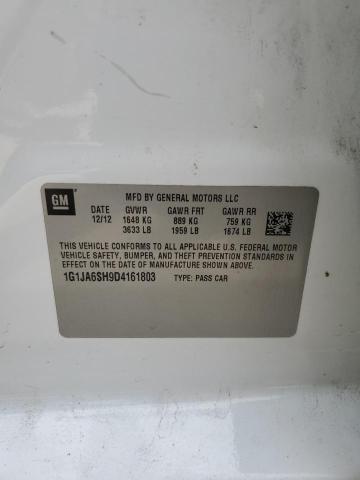 GM
MFD BY GENERAL MOTORS LLC
DATE GVWR GAWR FRT GAWR RR
12/12 1648 KG 889 KG 759 KG
3633 LB 1959 LB 1674 LB
THIS VEHICLE CONFORMS TO ALL APPLICABLE U.S. FEDERAL MOTOR
VEHICLE SAFETY, BUMPER, AND THEFT PREVENTION STANDARDS
IN EFFECT ON THE DATE OF MANUFACTURE SHOWN ABOVE.
1G1JA6SH9D4161803 TYPE: PASS CAR